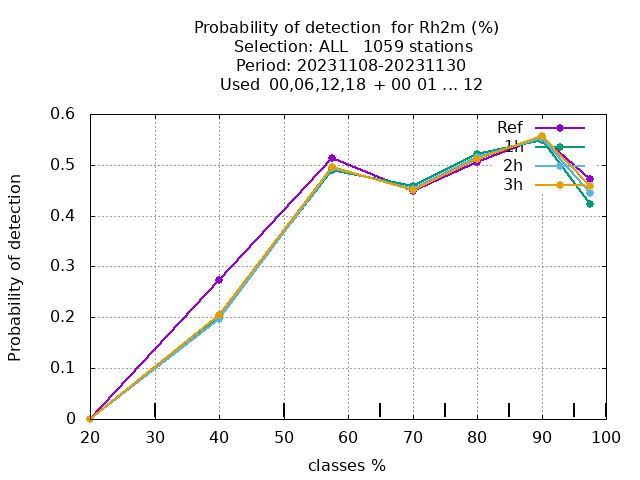 Probability of detection  for Rh2m (%)
Selection: ALL   1059 stations
Period: 20231108-20231130
Used  00,06,12,18  + 00 01 ... 12
Probability of detection
0.6
0.5
0.4
0.3
0.2
0.1
0
Ref
1h
2h
3h
20 30 40 50 60 70 80 90 100
classes %